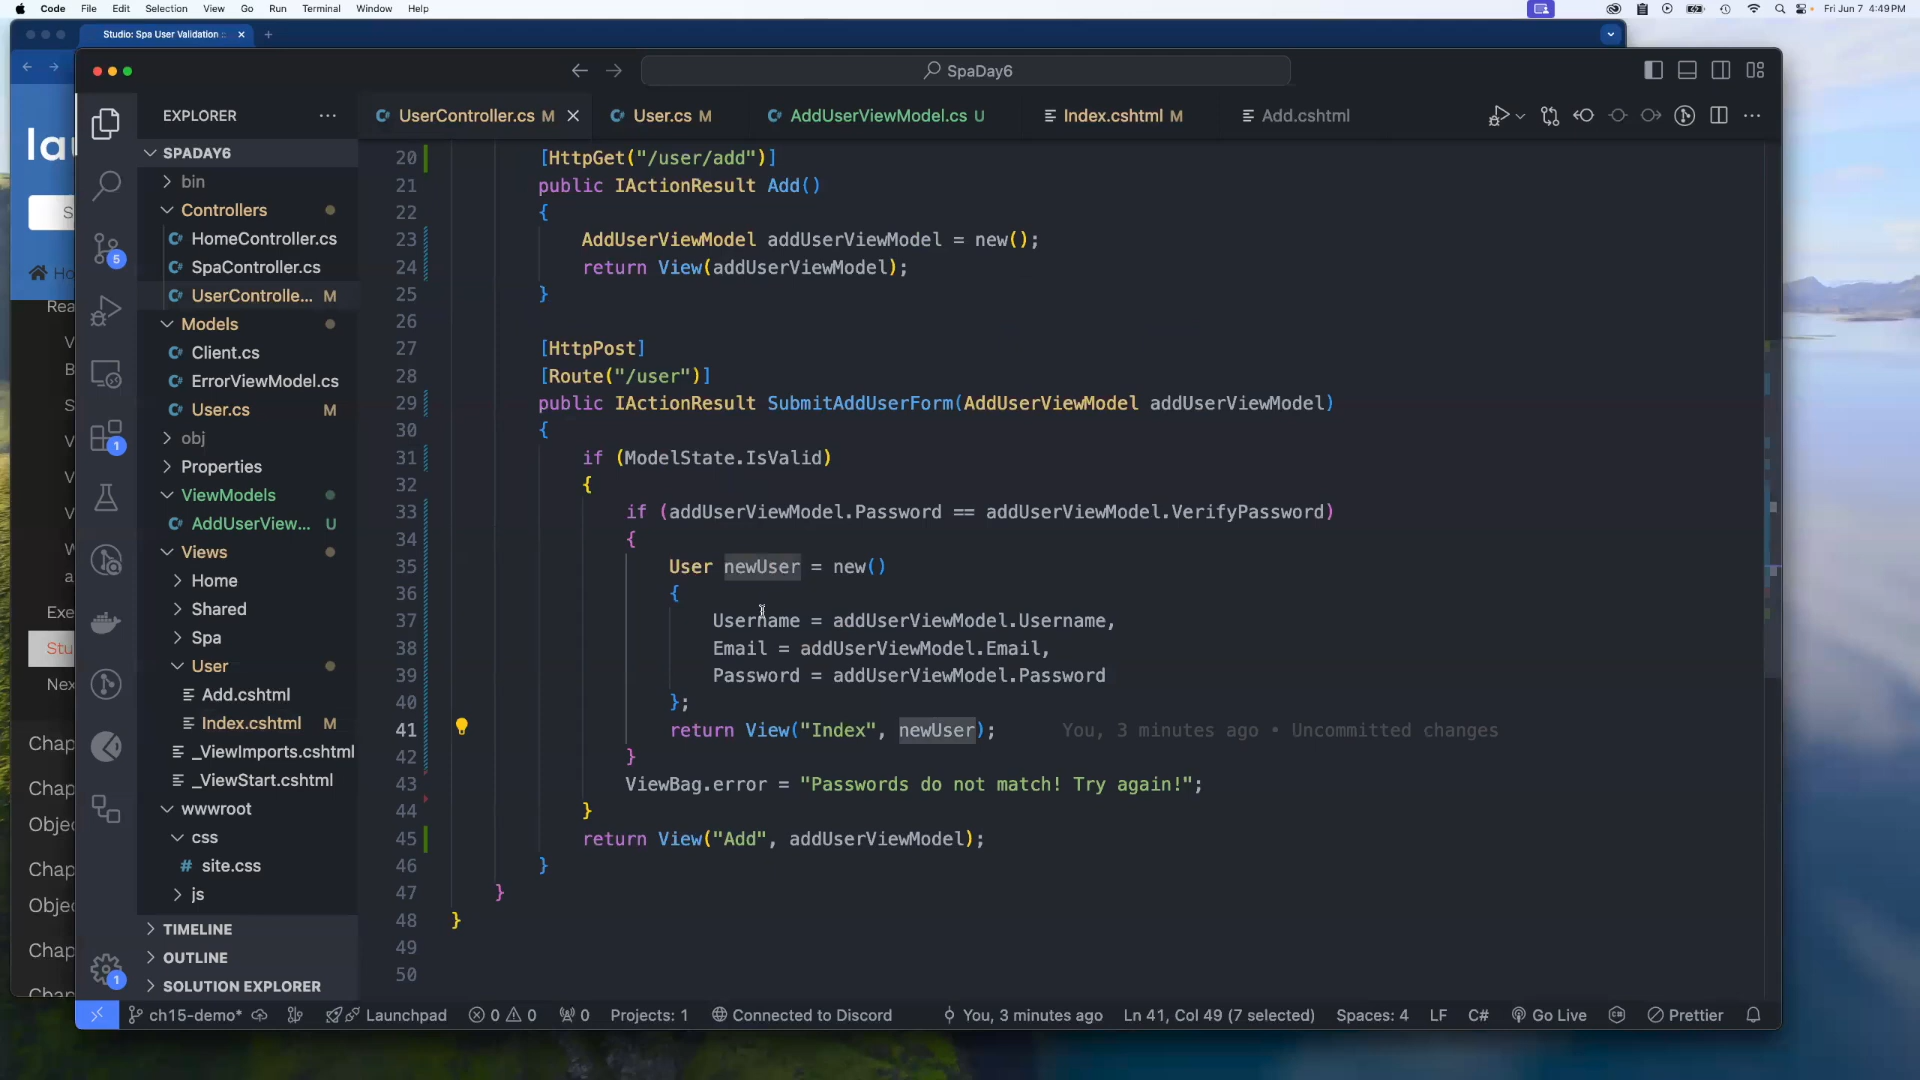 Code File Edit Selection View Go Run Terminal Window Help Fri Jun 7 4:49 PM
Studio: Spa User Validation ::
SpaDay6
EXPLORER
UserController.cs M User.cs M AddUserViewModel.cs U Index.cshtml M Add.cshtml
SPADAY6
bin
Controllers
HomeController.cs
SpaController.cs
UserControlle... M
Models
Client.cs
ErrorViewModel.cs
User.cs M
obj
Properties
ViewModels
AddUserView... U
Views
Home
Shared
Spa
User
Add.cshtml
Index.cshtml M
_ViewImports.cshtml
_ViewStart.cshtml
wwwroot
css
# site.css
js
TIMELINE
OUTLINE
SOLUTION EXPLORER
5
1
1
20 [HttpGet("/user/add")]
21 public IActionResult Add()
22 {
23 AddUserViewModel addUserViewModel = new();
24 return View(addUserViewModel);
25 }
26
27 [HttpPost]
28 [Route("/user")]
29 public IActionResult SubmitAddUserForm(AddUserViewModel addUserViewModel)
30 {
31 if (ModelState.IsValid)
32 {
33 if (addUserViewModel.Password == addUserViewModel.VerifyPassword)
34 {
35 User newUser = new()
36 {
37 Username = addUserViewModel.Username,
38 Email = addUserViewModel.Email,
39 Password = addUserViewModel.Password
40 };
41 return View("Index", newUser); You, 3 minutes ago • Uncommitted changes
42 }
43 ViewBag.error = "Passwords do not match! Try again!";
44 }
45 return View("Add", addUserViewModel);
46 }
47 }
48 }
49
50
ch15-demo* Launchpad 0 0 0 Projects: 1 Connected to Discord You, 3 minutes ago Ln 41, Col 49 (7 selected) Spaces: 4 LF C# Go Live Prettier